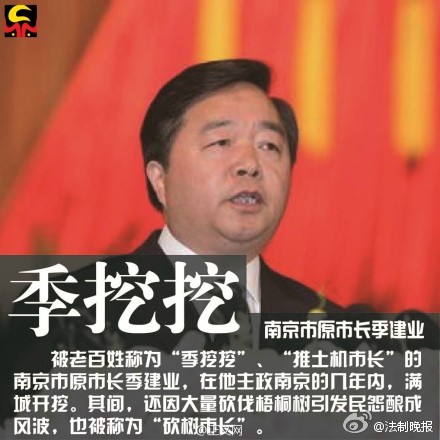 季挖挖
南京市原市长季建业
被老百姓称为“季挖挖”、“推土机市长”的
南京市原市长季建业，在他主政南京的几年内，满
城开挖。其间，还因大量砍伐梧桐树引发民怨酿成
风波，也被称为“砍树市长”。
@法制晚报